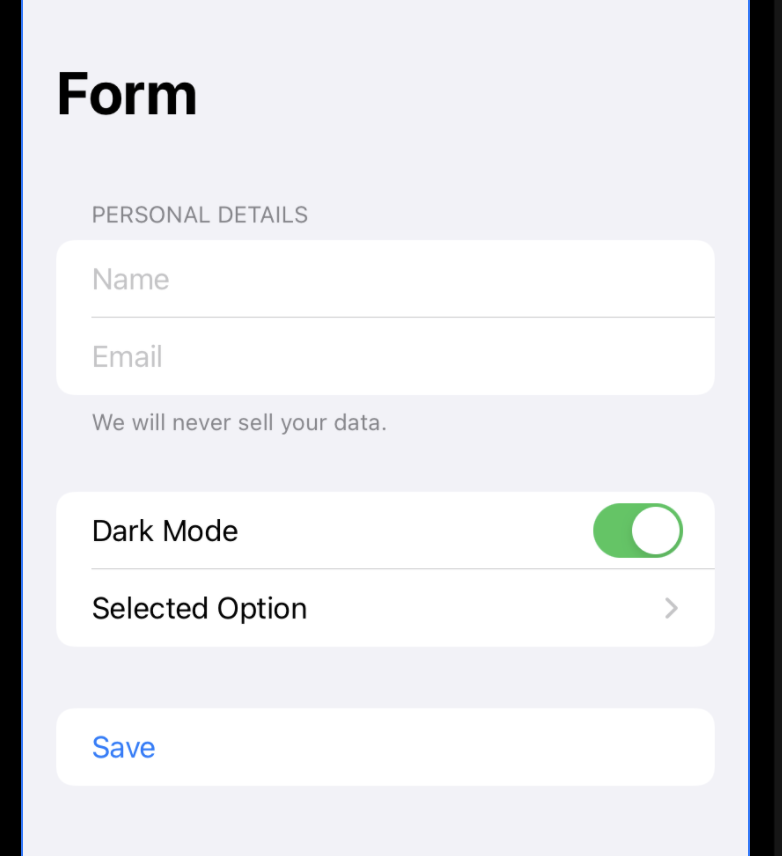 Form
PERSONAL DETAILS
Name
Email
We will never sell your data.
Dark Mode
Selected Option
Save